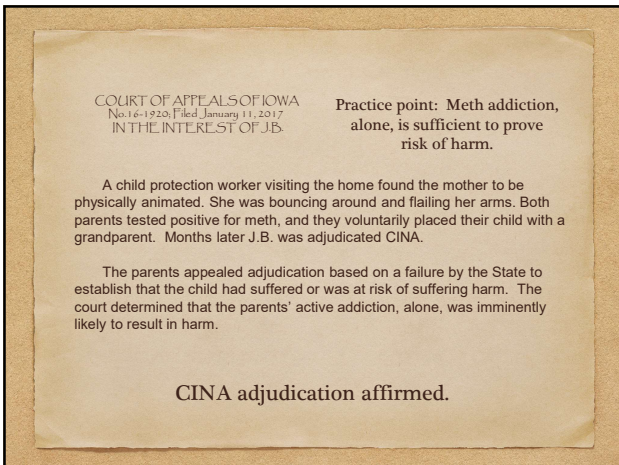 COURT OF APPEALS OF IOWA
No.16-1920; Filed January 11, 2017
IN THE INTEREST OF J.B.
Practice point: Meth addiction,
alone, is sufficient to prove
risk of harm.
A child protection worker visiting the home found the mother to be
physically animated. She was bouncing around and flailing her arms. Both
parents tested positive for meth, and they voluntarily placed their child with a
grandparent. Months later J.B. was adjudicated CINA.
The parents appealed adjudication based on a failure by the State to
establish that the child had suffered or was at risk of suffering harm. The
court determined that the parents' active addiction, alone, was imminently
likely to result in harm.
CINA adjudication affirmed.